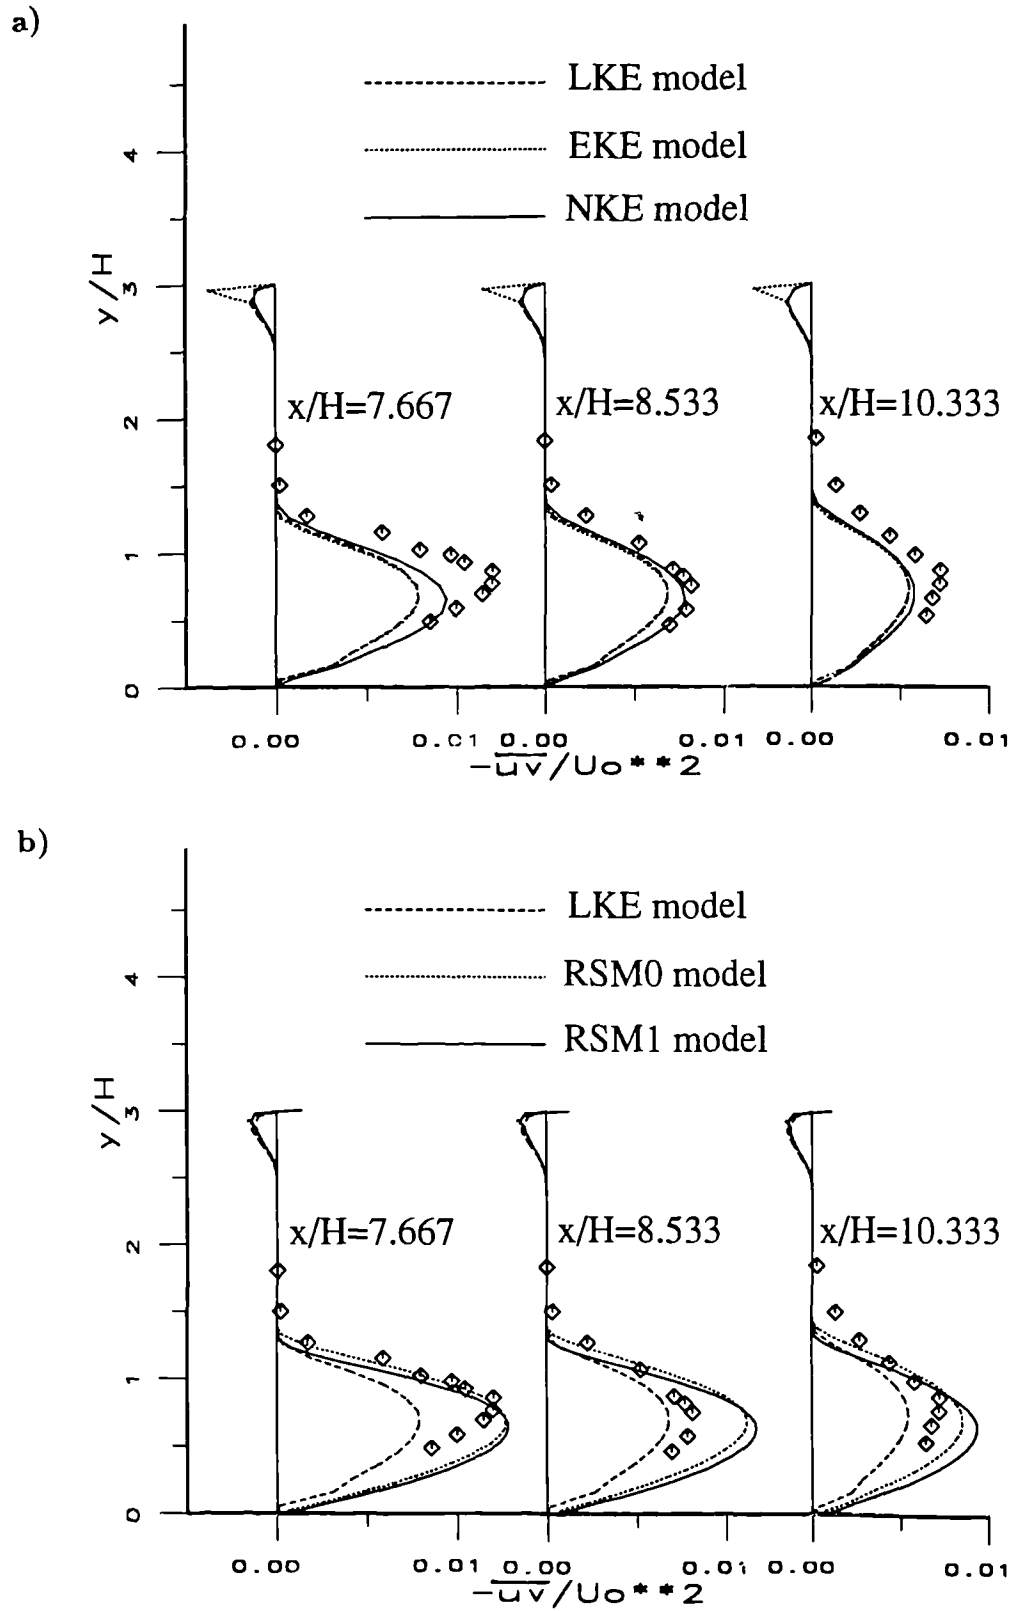 a)
LKE model
EKE model
NKE model
4
3
2
1
0
y/H
x/H=7.667
x/H=8.533
x/H=10.333
0.00
0.01
0.00
0.01
0.00
0.01
-uv/Uo**2
b)
LKE model
RSM0 model
RSM1 model
4
3
2
1
0
y/H
x/H=7.667
x/H=8.533
x/H=10.333
0.00
0.01
0.00
0.01
0.00
0.01
-uv/Uo**2